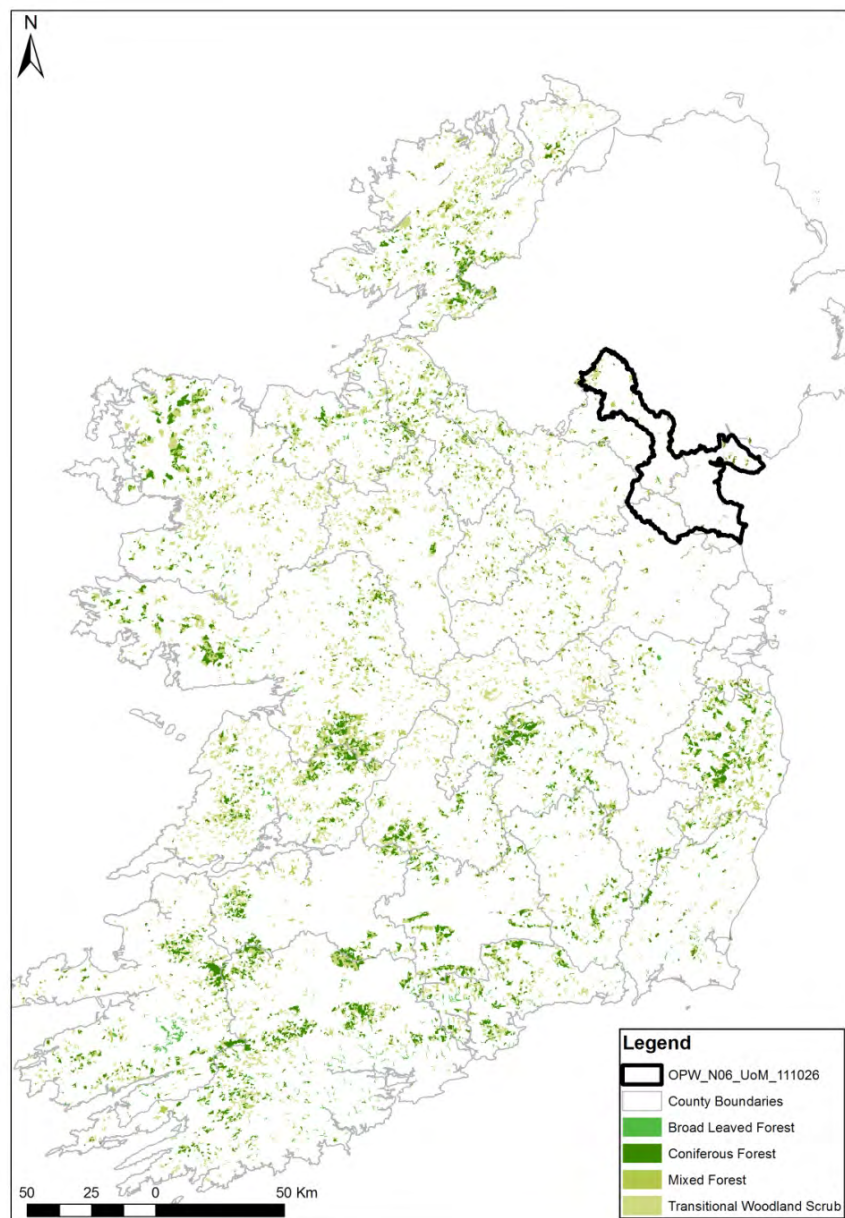 N
Legend
OPW_N06_UoM_111026
County Boundaries
Broad Leaved Forest
Coniferous Forest
Mixed Forest
Transitional Woodland Scrub
50 25 0 50 Km